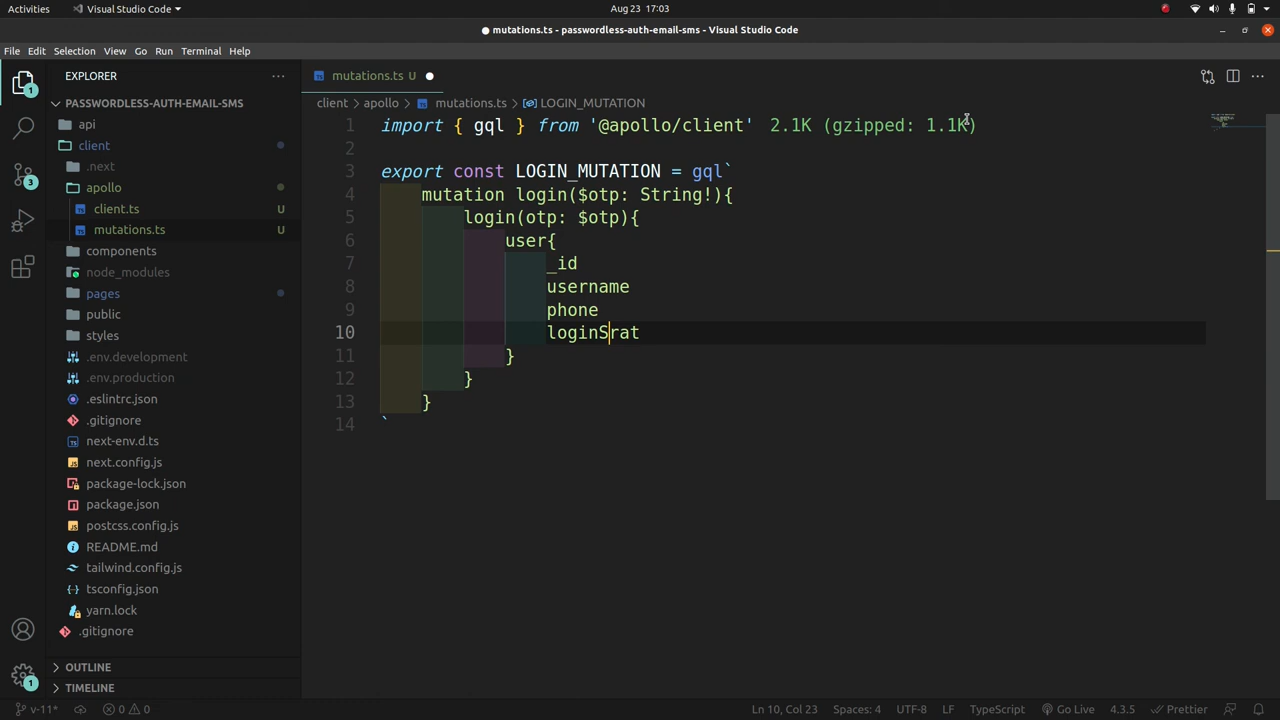 Activities
Visual Studio Code
Aug 23 17:03
mutations.ts - passwordless-auth-email-sms - Visual Studio Code
File Edit Selection View Go Run Terminal Help
EXPLORER
mutations.ts U
PASSWORDLESS-AUTH-EMAIL-SMS
client
apollo
mutations.ts
LOGIN_MUTATION
api
client
.next
apollo
client.ts U
mutations.ts U
components
node_modules
pages
public
styles
.env.development
.env.production
.eslintrc.json
.gitignore
next-env.d.ts
next.config.js
package-lock.json
package.json
postcss.config.js
README.md
tailwind.config.js
tsconfig.json
yarn.lock
.gitignore
OUTLINE
TIMELINE
1
3
1
1 import { gql } from '@apollo/client' 2.1K (gzipped: 1.1K)
2
3 export const LOGIN_MUTATION = gql`
4 mutation login($otp: String!){
5 login(otp: $otp){
6 user{
7 _id
8 username
9 phone
10 loginSrat
11 }
12 }
13 }
14 `
v-11* 0 0 Ln 10, Col 23 Spaces: 4 UTF-8 LF TypeScript Go Live 4.3.5 Prettier